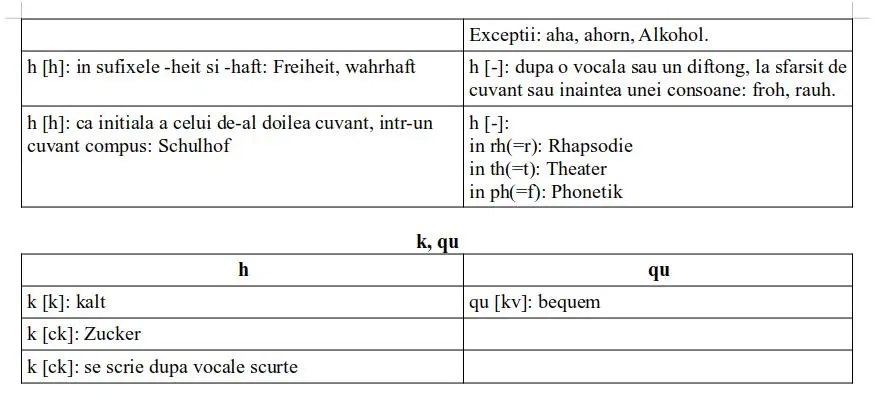 Exceptii: aha, ahorn, Alkohol.
h [h]: in sufixele -heit si -haft: Freiheit, wahrhaft
h [-]: dupa o vocala sau un diftong, la sfarsit de
cuvant sau inaintea unei consoane: froh, rauh.
h [h]: ca initiala a celui de-al doilea cuvant, intr-un
cuvant compus: Schulhof
h [-]:
in rh(=r): Rhapsodie
in th(=t): Theater
in ph(=f): Phonetik
k, qu
h
qu
k [k]: kalt
qu [kv]: bequem
k [ck]: Zucker
k [ck]: se scrie dupa vocale scurte